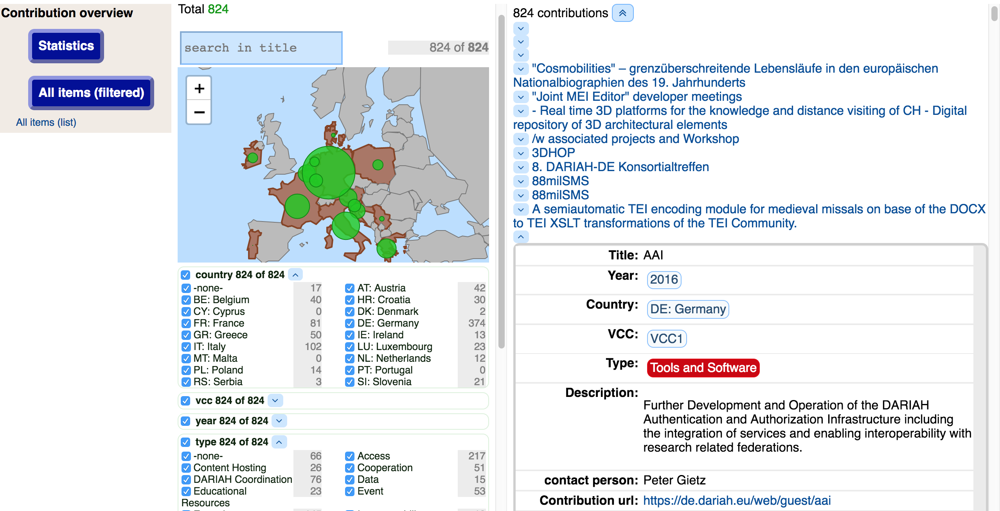 Contribution overview
Statistics
All items (filtered)
All items (list)
Total 824
search in title
824 of 824
+
−
country 824 of 824
-none- 17
AT: Austria 42
BE: Belgium 40
HR: Croatia 30
CY: Cyprus 0
DK: Denmark 2
FR: France 81
DE: Germany 374
GR: Greece 50
IE: Ireland 13
IT: Italy 102
LU: Luxembourg 23
MT: Malta 0
NL: Netherlands 12
PL: Poland 14
PT: Portugal 0
RS: Serbia 3
SI: Slovenia 21
vcc 824 of 824
year 824 of 824
type 824 of 824
-none- 66
Access 217
Content Hosting 26
Cooperation 51
DARIAH Coordination 76
Data 15
Educational 23
Resources
Event 53
824 contributions
"Cosmobilities" – grenzüberschreitende Lebensläufe in den europäischen
Nationalbiographien des 19. Jahrhunderts
"Joint MEI Editor" developer meetings
- Real time 3D platforms for the knowledge and distance visiting of CH - Digital
repository of 3D architectural elements
/w associated projects and Workshop
3DHOP
8. DARIAH-DE Konsortialtreffen
88milSMS
88milSMS
A semiautomatic TEI encoding module for medieval missals on base of the DOCX
to TEI XSLT transformations of the TEI Community.
Title: AAI
Year: 2016
Country: DE: Germany
VCC: VCC1
Type: Tools and Software
Description:
Further Development and Operation of the DARIAH
Authentication and Authorization Infrastructure including
the integration of services and enabling interoperability with
research related federations.
contact person: Peter Gietz
Contribution url: https://de.dariah.eu/web/guest/aai